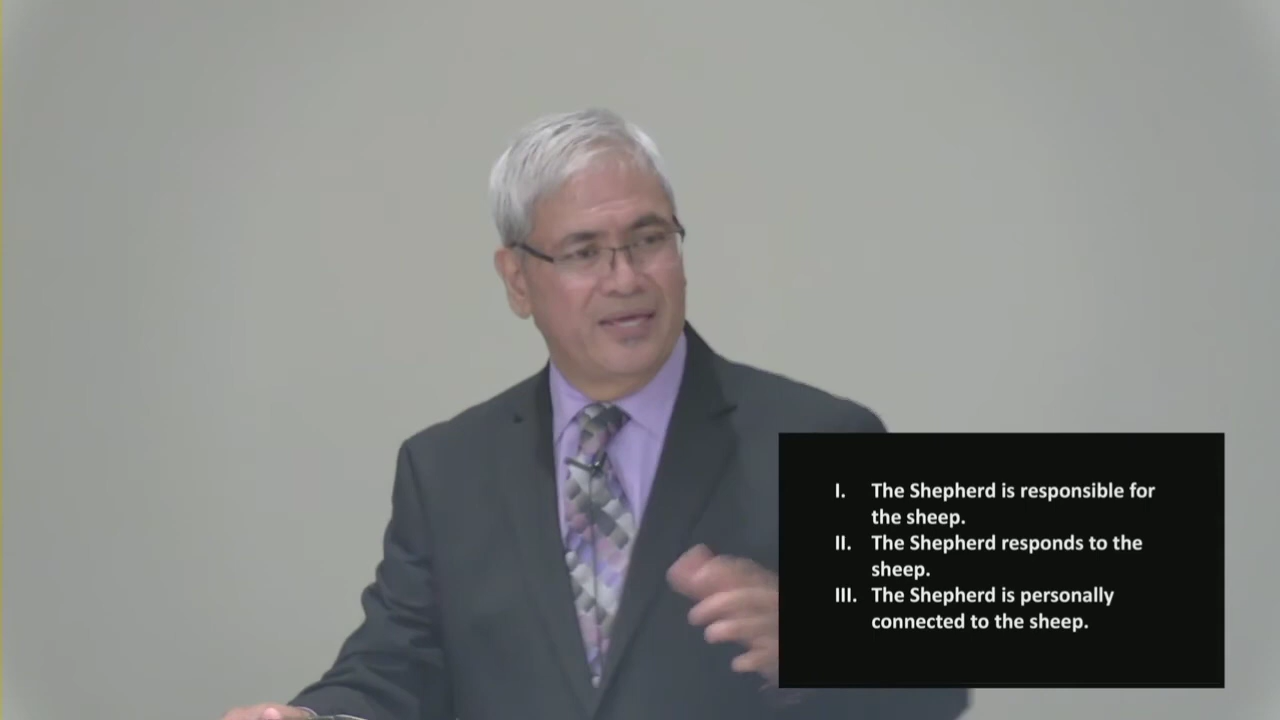 I. The Shepherd is responsible for
the sheep.
II. The Shepherd responds to the
sheep.
III. The Shepherd is personally
connected to the sheep.